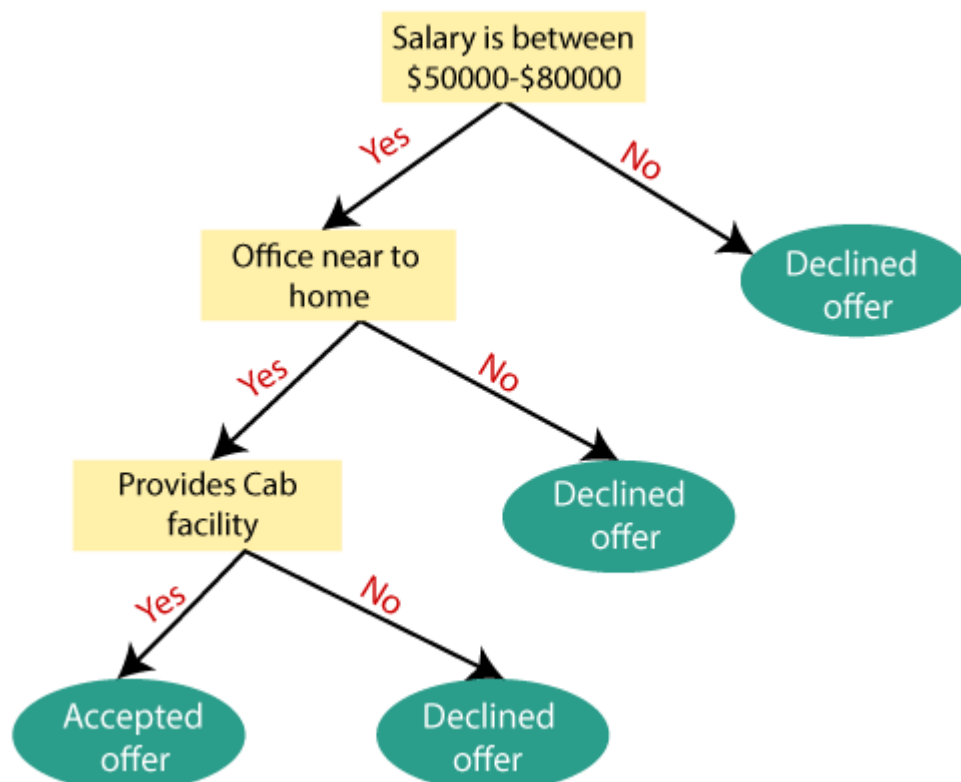 Salary is between
$50000-$80000
Yes
No
Office near to
home
Declined
offer
Yes
No
Provides Cab
facility
Declined
offer
Yes
No
Accepted
offer
Declined
offer